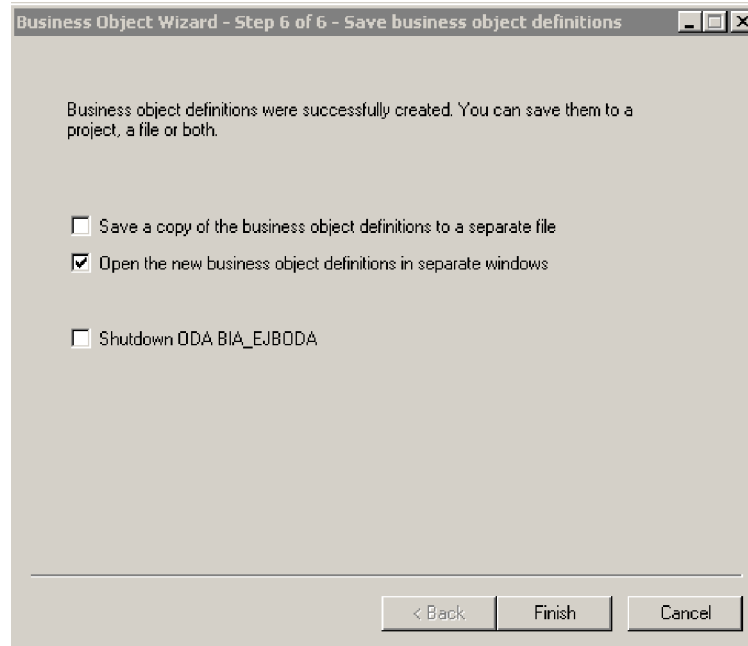 Business Object Wizard - Step 6 of 6 - Save business object definitions
Business object definitions were successfully created. You can save them to a
project, a file or both.
Save a copy of the business object definitions to a separate file
Open the new business object definitions in separate windows
Shutdown ODA BIA_EJBODA
< Back
Finish
Cancel